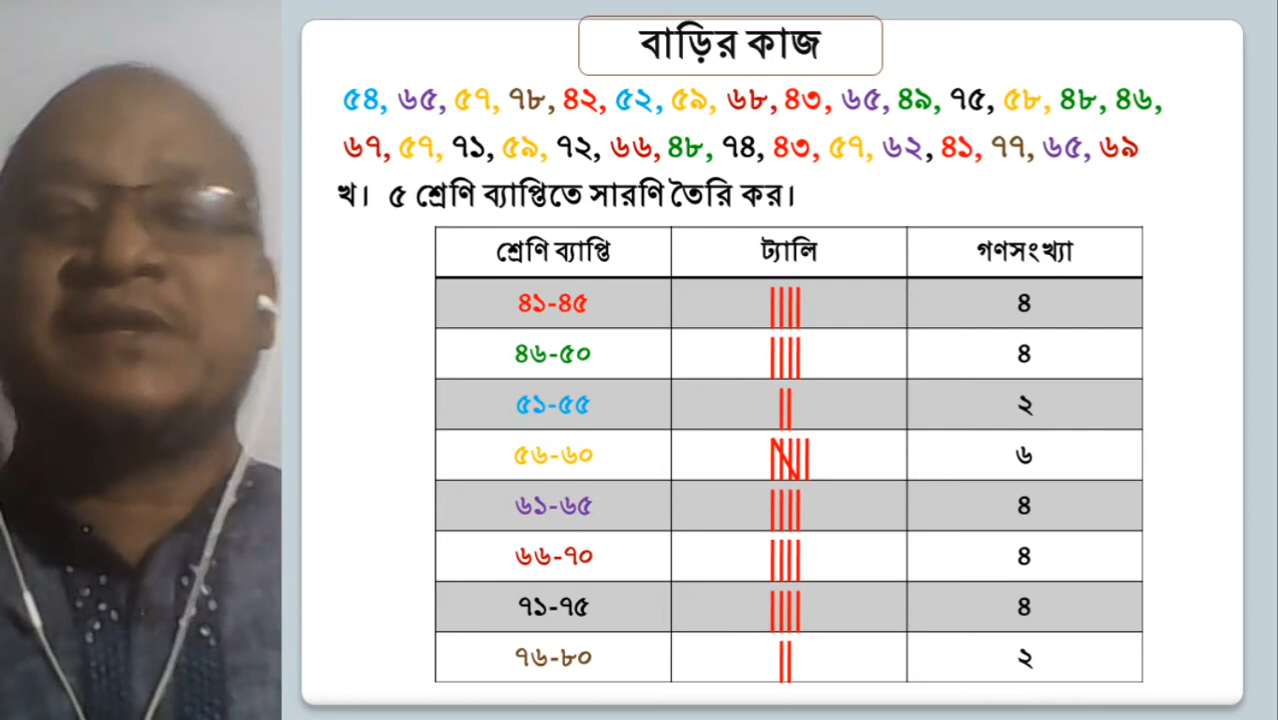 বাড়ির কাজ
৫৪, ৬৫, ৫৭, ৭৮, ৪২, ৫২, ৫৯, ৬৮, ৪৩, ৬৫, ৪৯, ৭৫, ৫৮, ৪৮, ৪৬,
৬৭, ৫৭, ৭১, ৫৯, ৭২, ৬৬, ৪৮, ৭৪, ৪৩, ৫৭, ৬২, ৪১, ৭৭, ৬৫, ৬৯
খ। ৫ শ্রেণি ব্যাপ্তিতে সারণি তৈরি কর।
শ্রেণি ব্যাপ্তি ট্যালি গণসংখ্যা
৪১-৪৫ |||| ৪
৪৬-৫০ |||| ৪
৫১-৫৫ || ২
৫৬-৬০ |||| | ৬
৬১-৬৫ |||| ৪
৬৬-৭০ |||| ৪
৭১-৭৫ |||| ৪
৭৬-৮০ || ২